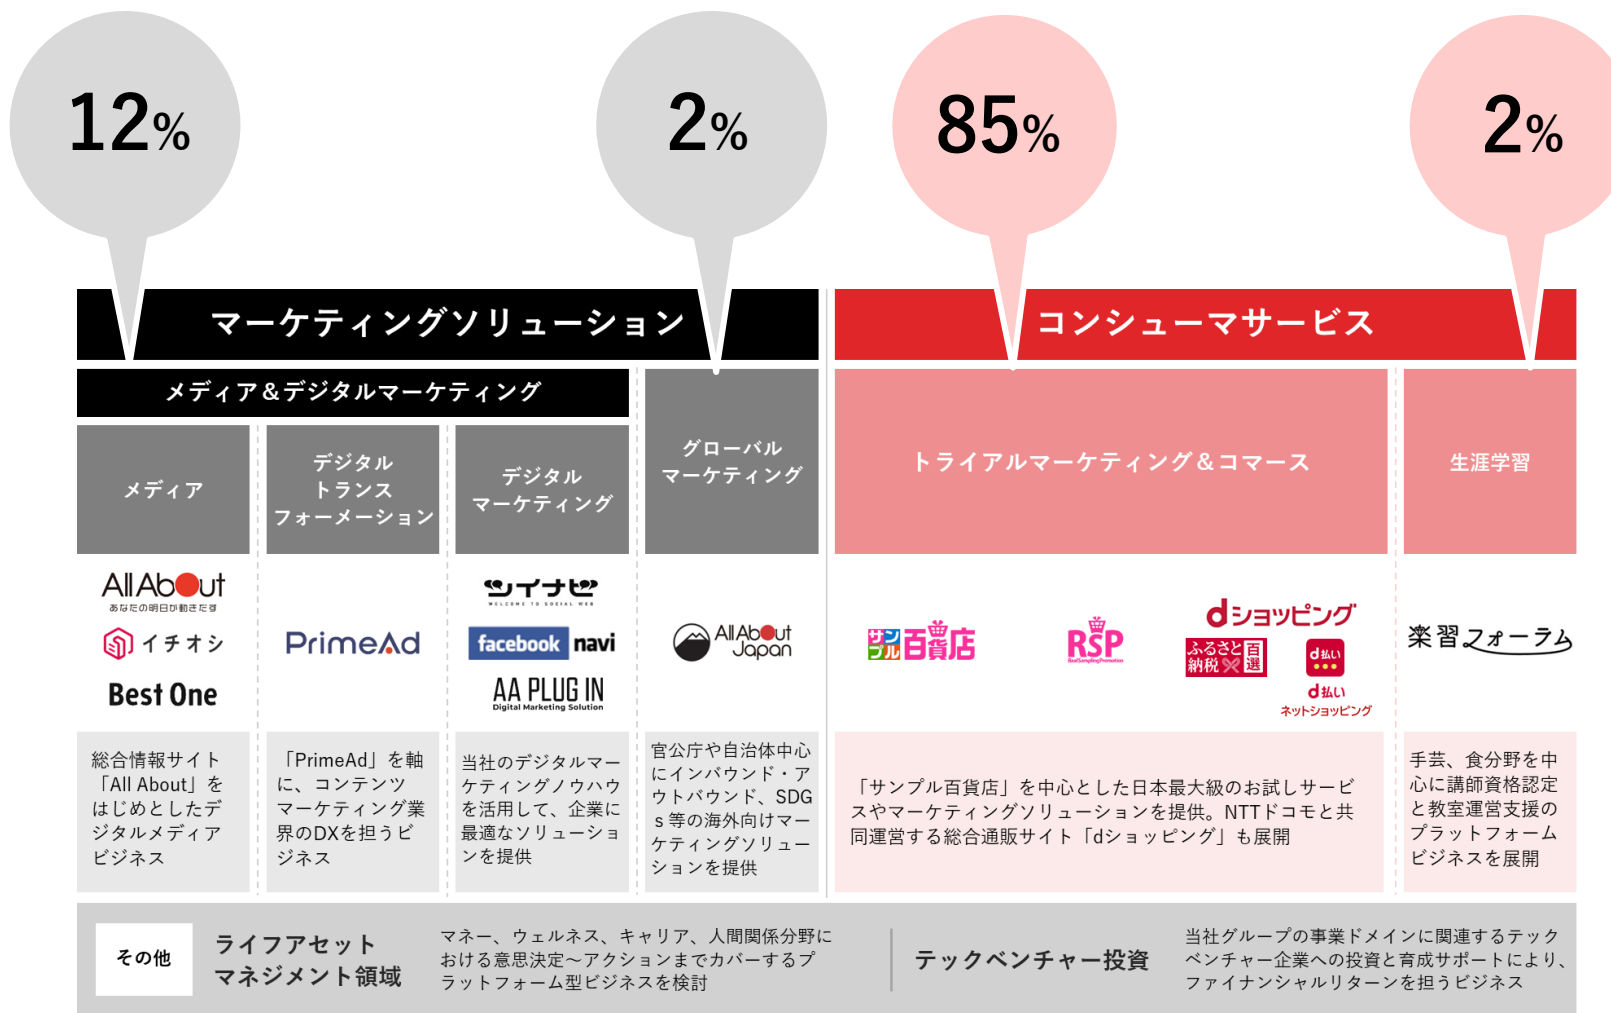 12%
2%
85%
2%
マーケティングソリューション
コンシューマサービス
メディア＆デジタルマーケティング
メディア
デジタル
トランス
フォーメーション
デジタル
マーケティング
グローバル
マーケティング
トライアルマーケティング＆コマース
生涯学習
All About
あなたの明日が動きだす
イチオシ
Best One
PrimeAd
ツイナビ
WELCOME TO SOCIAL WEB
facebook navi
AA PLUG IN
Digital Marketing Solution
All About
Japan
サンプル百貨店
RSP
Real Sampling Promotion
dショッピング
ふるさと
納税
百選
d払い
d払い
ネットショッピング
楽習フォーラム
総合情報サイト
「All About」を
はじめとしたデ
ジタルメディア
ビジネス
「PrimeAd」を軸
に、コンテンツ
マーケティング業
界のDXを担うビ
ジネス
当社のデジタルマー
ケティングノウハウ
を活用して、企業に
最適なソリューショ
ンを提供
官公庁や自治体中心
にインバウンド・ア
ウトバウンド、SDG
s等の海外向けマー
ケティングソリュー
ションを提供
「サンプル百貨店」を中心とした日本最大級のお試しサービ
スやマーケティングソリューションを提供。NTTドコモと共
同運営する総合通販サイト「dショッピング」も展開
手芸、食分野を中
心に講師資格認定
と教室運営支援の
プラットフォーム
ビジネスを展開
その他
ライフアセット
マネジメント領域
マネー、ウェルネス、キャリア、人間関係分野に
おける意思決定～アクションまでカバーするプ
ラットフォーム型ビジネスを検討
テックベンチャー投資
当社グループの事業ドメインに関連するテック
ベンチャー企業への投資と育成サポートにより、
ファイナンシャルリターンを担うビジネス